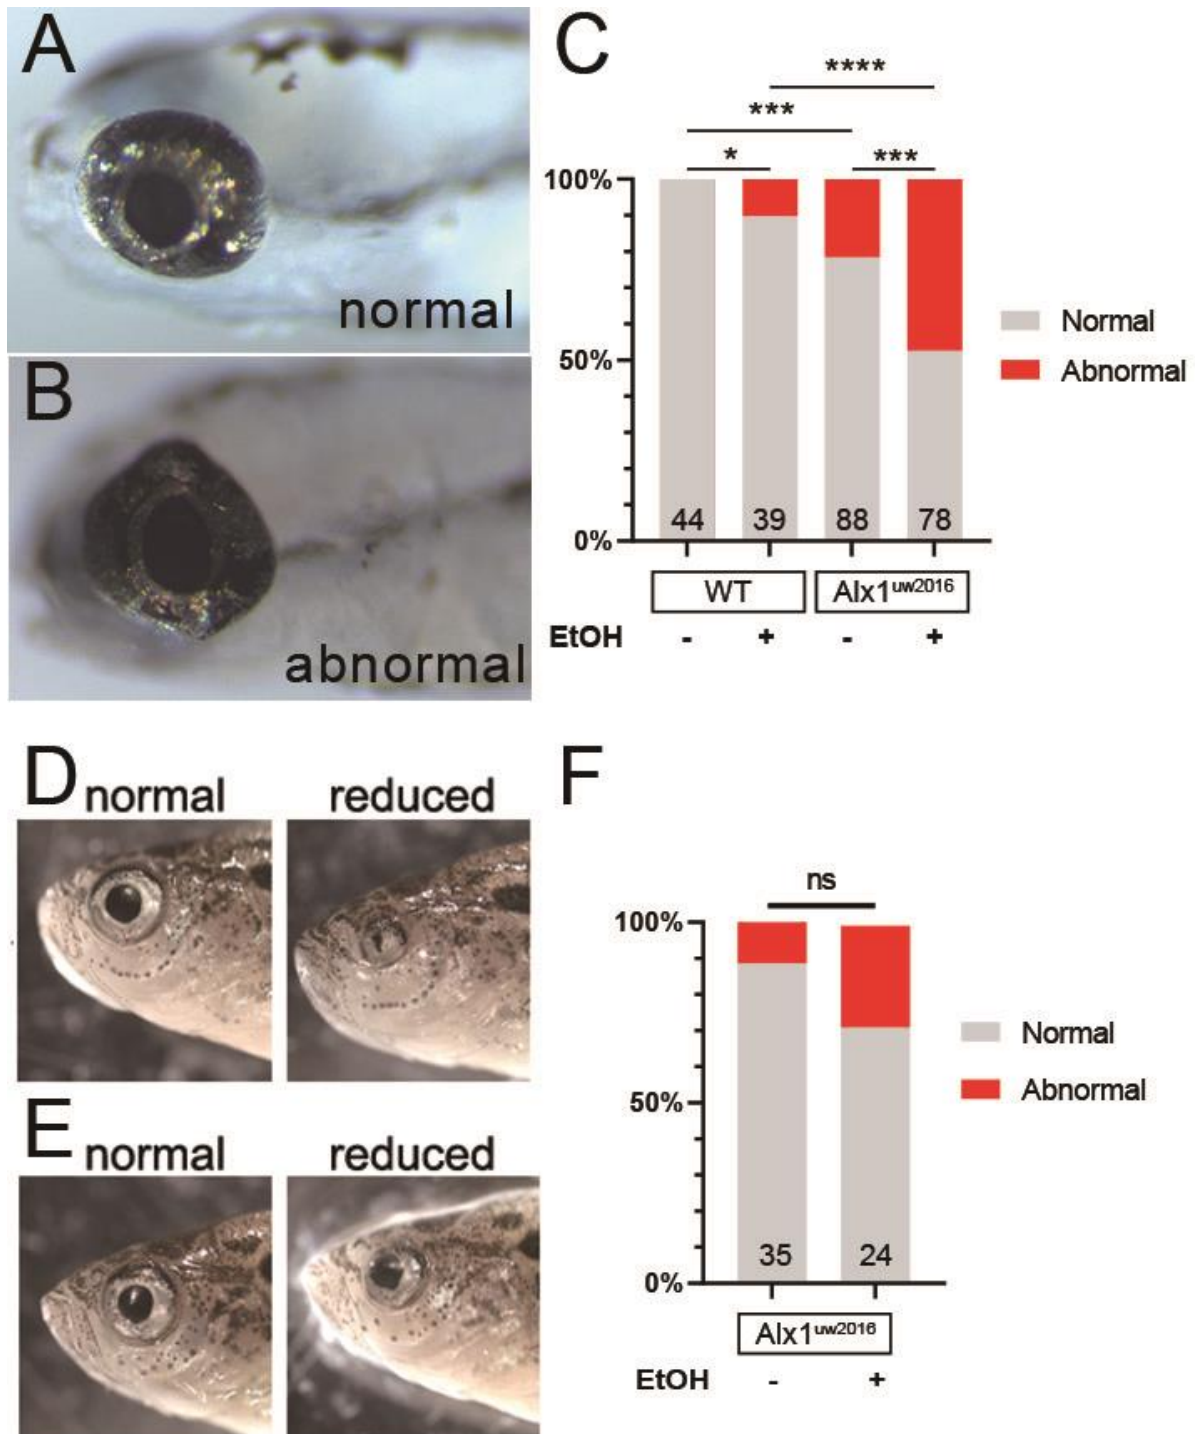 A
normal
B
abnormal
C
****
***
* ***
100%
50%
0%
44 39 88 78
WT Alx1uw2016
EtOH - + - +
Normal
Abnormal
D normal reduced
E normal reduced
F
ns
100%
50%
0%
35 24
Alx1uw2016
EtOH - +
Normal
Abnormal